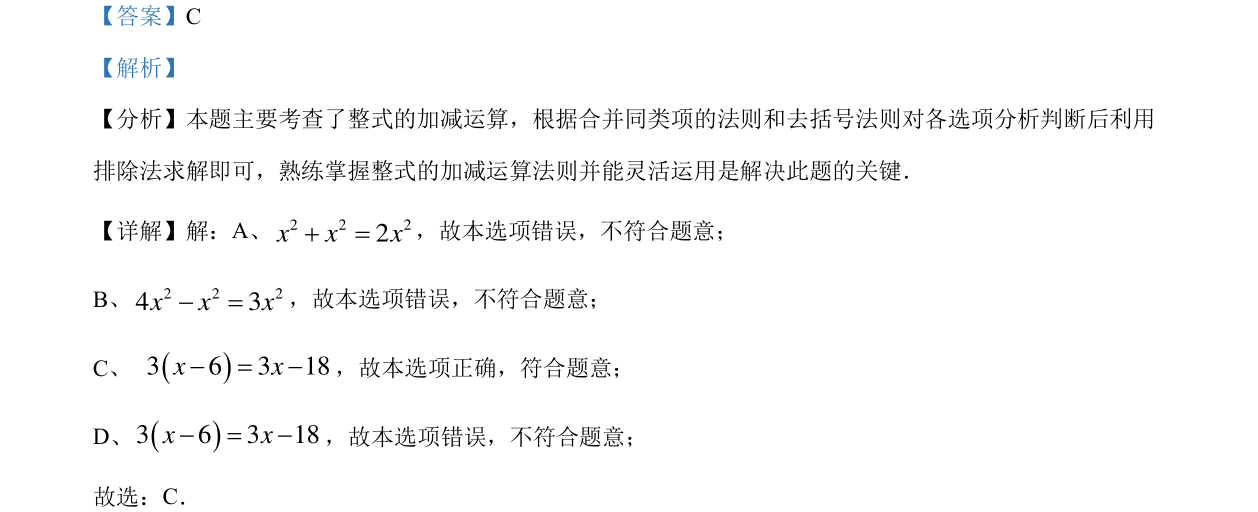 【答案】C
【解析】
【分析】本题主要考查了整式的加减运算，根据合并同类项的法则和去括号法则对各选项分析判断后利用
排除法求解即可，熟练掌握整式的加减运算法则并能灵活运用是解决此题的关键．
【详解】解：A、x²+x²=2x²，故本选项错误，不符合题意；
B、4x²−x²=3x²，故本选项错误，不符合题意；
C、 3(x−6)=3x−18，故本选项正确，符合题意；
D、3(x−6)=3x−18，故本选项错误，不符合题意；
故选：C．